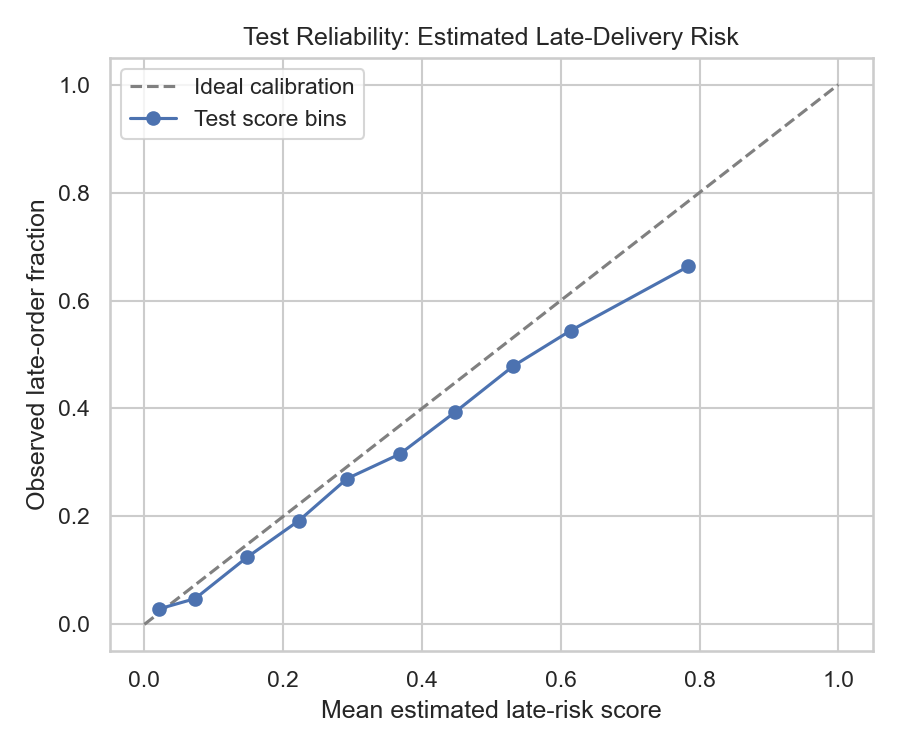 Test Reliability: Estimated Late-Delivery Risk
Ideal calibration
Test score bins
Observed late-order fraction
1.0
0.8
0.6
0.4
0.2
0.0
0.0 0.2 0.4 0.6 0.8 1.0
Mean estimated late-risk score